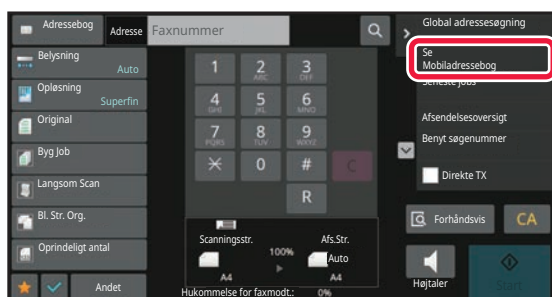 Adressebog
Adresse
Faxnummer
Belysning
Auto
Opløsning
Superfin
Original
Byg Job
Langsom Scan
Bl. Str. Org.
Oprindeligt antal
Andet
1
2
ABC
3
DEF
4
GHI
5
JKL
6
MNO
7
PQRS
8
TUV
9
WXYZ
0
#
C
R
Scanningsstr.
A4
100%
Afs.Str.
Auto
A4
Hukommelse for faxmodt.: 0%
Global adressesøgning
Se
Mobiladressebog
Seneste jobs
Afsendelsesoversigt
Benyt søgenummer
Direkte TX
Forhåndsvis
CA
Højtaler
Start